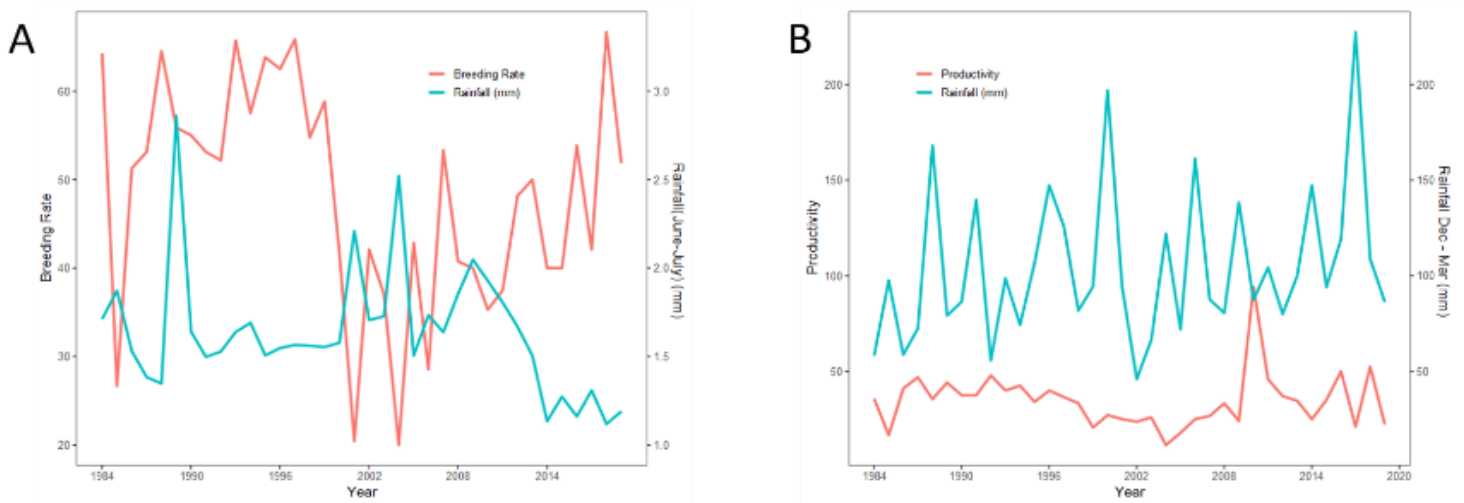 A
Breeding Rate
Rainfall (mm)
60
50
40
30
20
3.0
2.5
2.0
1.5
1.0
Breeding Rate
Rainfall( June-July) (mm)
1984
1990
1996
2002
2008
2014
Year
B
Productivity
Rainfall (mm)
200
150
100
50
200
150
100
50
Productivity
Rainfall Dec - Mar (mm)
1984
1990
1996
2002
2008
2014
2020
Year